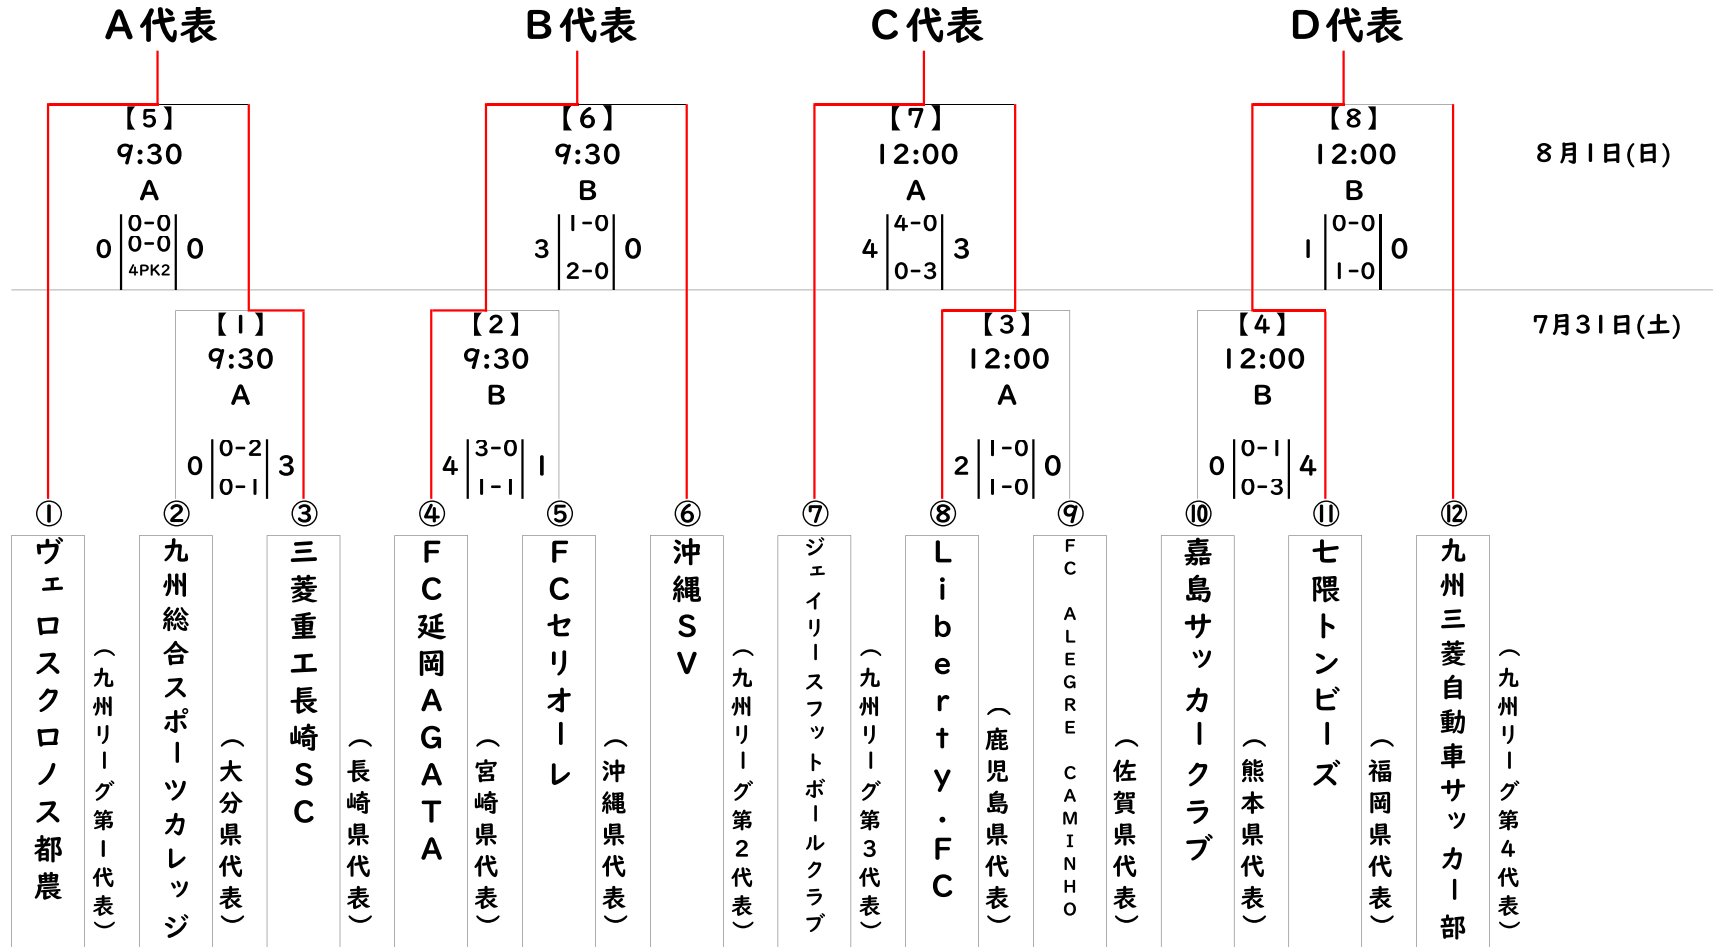 A代表
B代表
C代表
D代表
【5】
9:30
A
0-0
0 0-0 0
4PK2
【6】
9:30
B
1-0
3 0
2-0
【7】
12:00
A
4-0
4 3
0-3
【8】
12:00
B
0-0
1 0
1-0
8月1日(日)
【1】
9:30
A
0-2
0 3
0-1
【2】
9:30
B
3-0
4 1
1-1
【3】
12:00
A
1-0
2 0
1-0
【4】
12:00
B
0-1
0 4
0-3
7月31日(土)
①
ヴェロスクロノス都農
(九州リーグ第1代表)
②
九州総合スポーツカレッジ
(大分県代表)
③
三菱重工長崎SC
(長崎県代表)
④
FC延岡AGATA
(宮崎県代表)
⑤
FCセリオーレ
(沖縄県代表)
⑥
沖縄SV
(九州リーグ第2代表)
⑦
ジェイリースフットボールクラブ
(九州リーグ第3代表)
⑧
Liberty.FC
(鹿児島県代表)
⑨
FC ALEGRE CAMINHO
(佐賀県代表)
⑩
嘉島サッカークラブ
(熊本県代表)
⑪
七隈トンビーズ
(福岡県代表)
⑫
九州三菱自動車サッカー部
(九州リーグ第4代表)